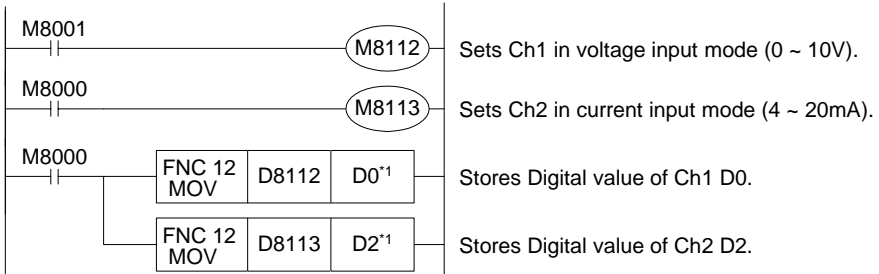 M8001
M8112 Sets Ch1 in voltage input mode (0 ~ 10V).
M8000
M8113 Sets Ch2 in current input mode (4 ~ 20mA).
M8000
FNC 12 MOV D8112 D0*1 Stores Digital value of Ch1 D0.
FNC 12 MOV D8113 D2*1 Stores Digital value of Ch2 D2.